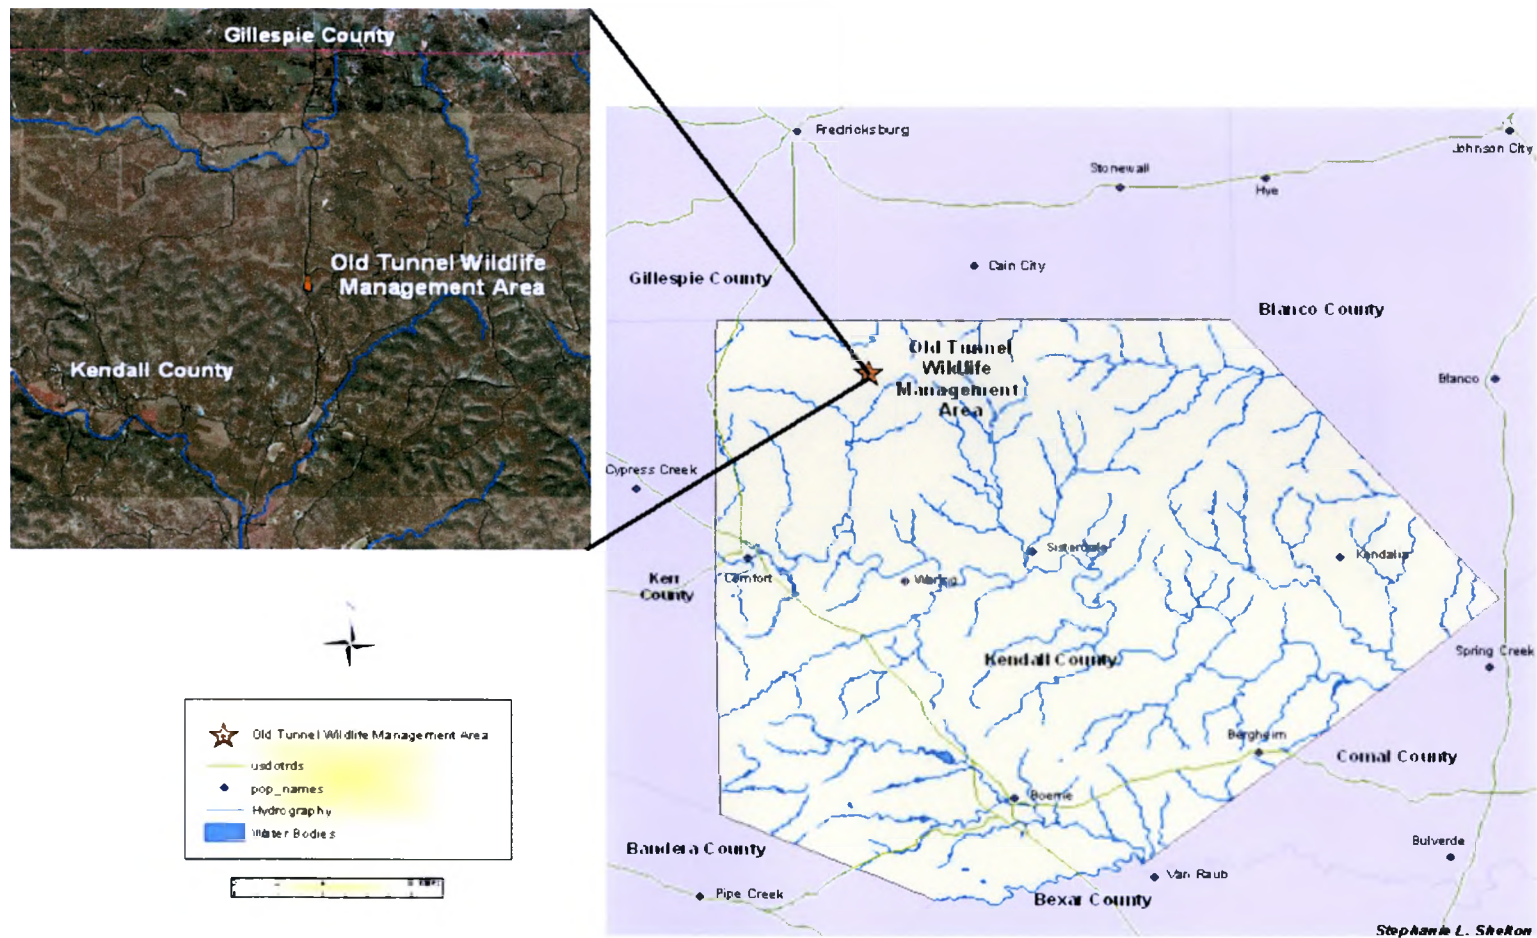 Gillespie County
Old Tunnel Wildlife
Management Area
Kendall County
Fredricksburg
Johnson City
Stonewall
Hye
Cain City
Gillespie County
Blanco County
Old Tunnel
Wildlife
Management
Area
Blanco
Cypress Creek
Sisterdale
Kendalia
Comfort
Waring
Kerr
County
Kendall County
Spring Creek
Bergheim
Comal County
Boerne
Bandera County
Bulverde
Van Raub
Pipe Creek
Bexar County
Stephanie L. Shelton
Old Tunnel Wildlife Management Area
usdotrds
pop_names
Hydrography
Water Bodies